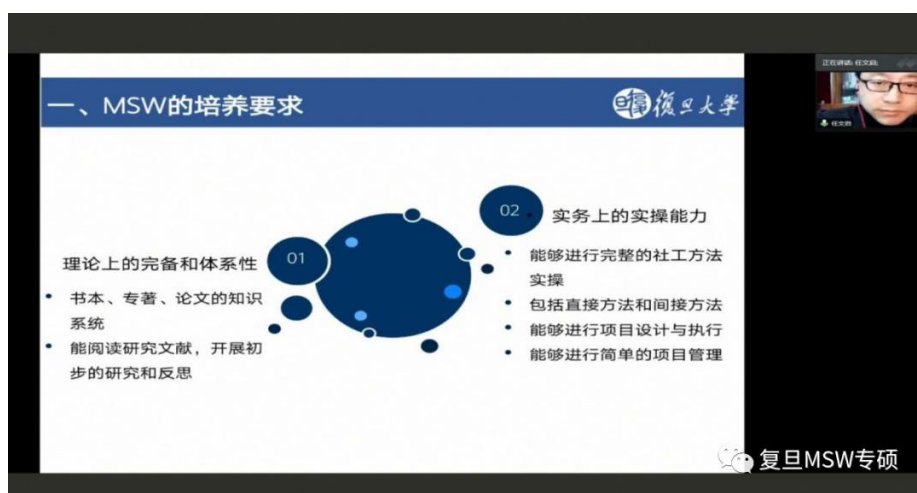 一、MSW的培养要求
復旦大學
01
理论上的完备和体系性
• 书本、专著、论文的知识
系统
• 能阅读研究文献，开展初
步的研究和反思
02
实务上的实操能力
• 能够进行完整的社工方法
实操
• 包括直接方法和间接方法
• 能够进行项目设计与执行
• 能够进行简单的项目管理
正在讲话:
复旦MSW专硕